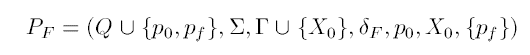 P_F = (Q ∪ {p_0, p_f}, Σ, Γ ∪ {X_0}, δ_F, p_0, X_0, {p_f})